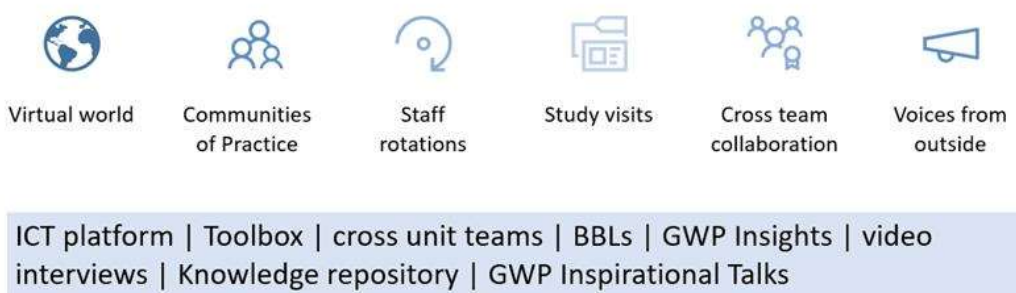 Virtual world
Communities
of Practice
Staff
rotations
Study visits
Cross team
collaboration
Voices from
outside
ICT platform | Toolbox | cross unit teams | BBLs | GWP Insights | video
interviews | Knowledge repository | GWP Inspirational Talks